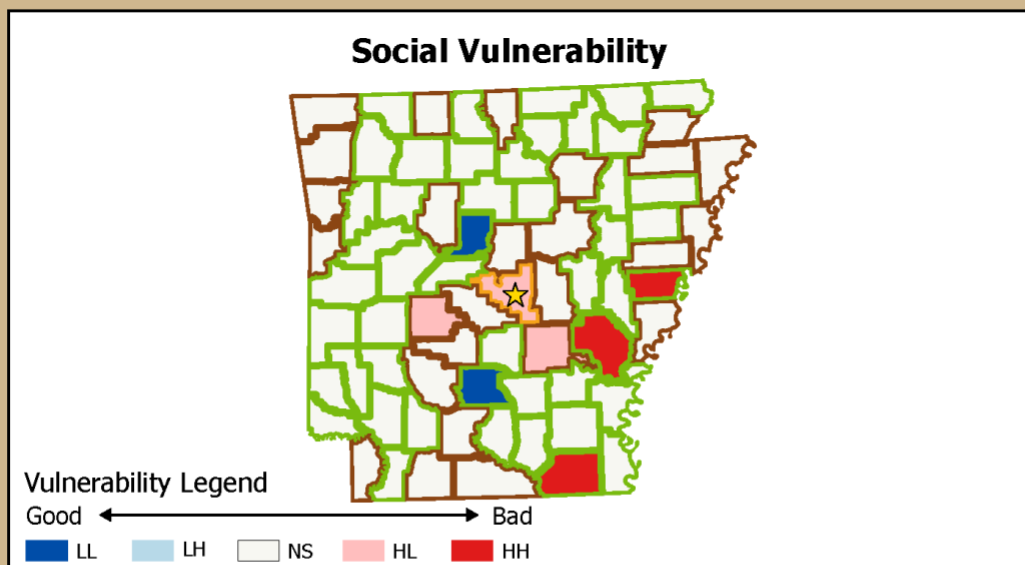 Social Vulnerability
Vulnerability Legend
Good Bad
LL LH NS HL HH